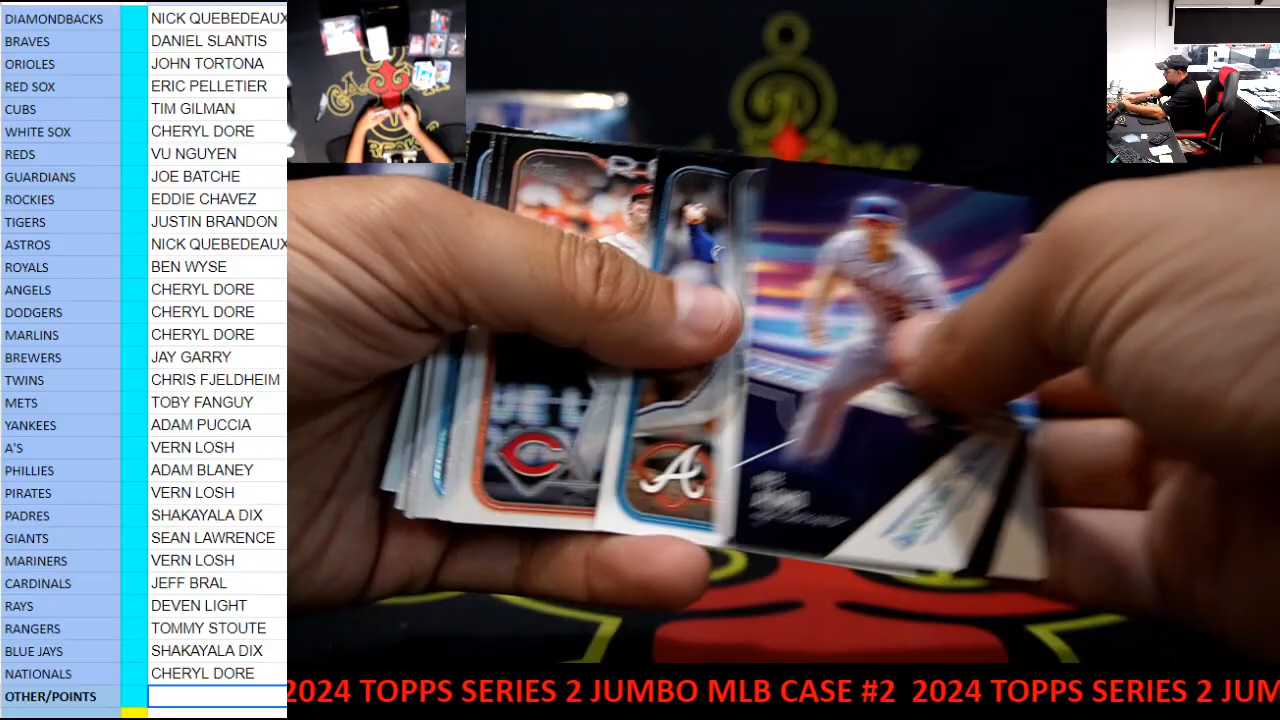 DIAMONDBACKS NICK QUEBEDEAUX
BRAVES DANIEL SLANTIS
ORIOLES JOHN TORTONA
RED SOX ERIC PELLETIER
CUBS TIM GILMAN
WHITE SOX CHERYL DORE
REDS VU NGUYEN
GUARDIANS JOE BATCHE
ROCKIES EDDIE CHAVEZ
TIGERS JUSTIN BRANDON
ASTROS NICK QUEBEDEAUX
ROYALS BEN WYSE
ANGELS CHERYL DORE
DODGERS CHERYL DORE
MARLINS CHERYL DORE
BREWERS JAY GARRY
TWINS CHRIS FJELDHEIM
METS TOBY FANGUY
YANKEES ADAM PUCCIA
A'S VERN LOSH
PHILLIES ADAM BLANEY
PIRATES VERN LOSH
PADRES SHAKAYALA DIX
GIANTS SEAN LAWRENCE
MARINERS VERN LOSH
CARDINALS JEFF BRAL
RAYS DEVEN LIGHT
RANGERS TOMMY STOUTE
BLUE JAYS SHAKAYALA DIX
NATIONALS CHERYL DORE
OTHER/POINTS
2024 TOPPS SERIES 2 JUMBO MLB CASE #2 2024 TOPPS SERIES 2 JUM